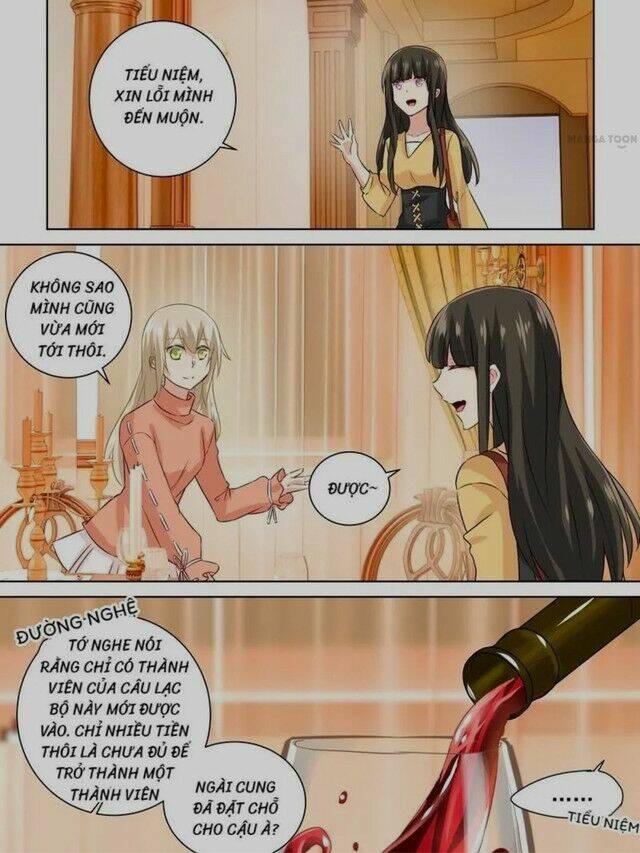 TIỂU NIỆM,
XIN LỖI MÌNH
ĐẾN MUỘN.
MANGA TOON
KHÔNG SAO
MÌNH CŨNG
VỪA MỚI
TỚI THÔI.
ĐƯỢC~
ĐƯỜNG NGHỆ
TỚ NGHE NÓI
RẰNG CHỈ CÓ THÀNH
VIÊN CỦA CÂU LẠC
BỘ NÀY MỚI ĐƯỢC
VÀO. CHỈ NHIỀU TIỀN
THÔI LÀ CHƯA ĐỦ ĐỂ
TRỞ THÀNH MỘT
THÀNH VIÊN
NGÀI CUNG
ĐÃ ĐẶT CHỖ
CHO CẬU À?
......
TIỂU NIỆM